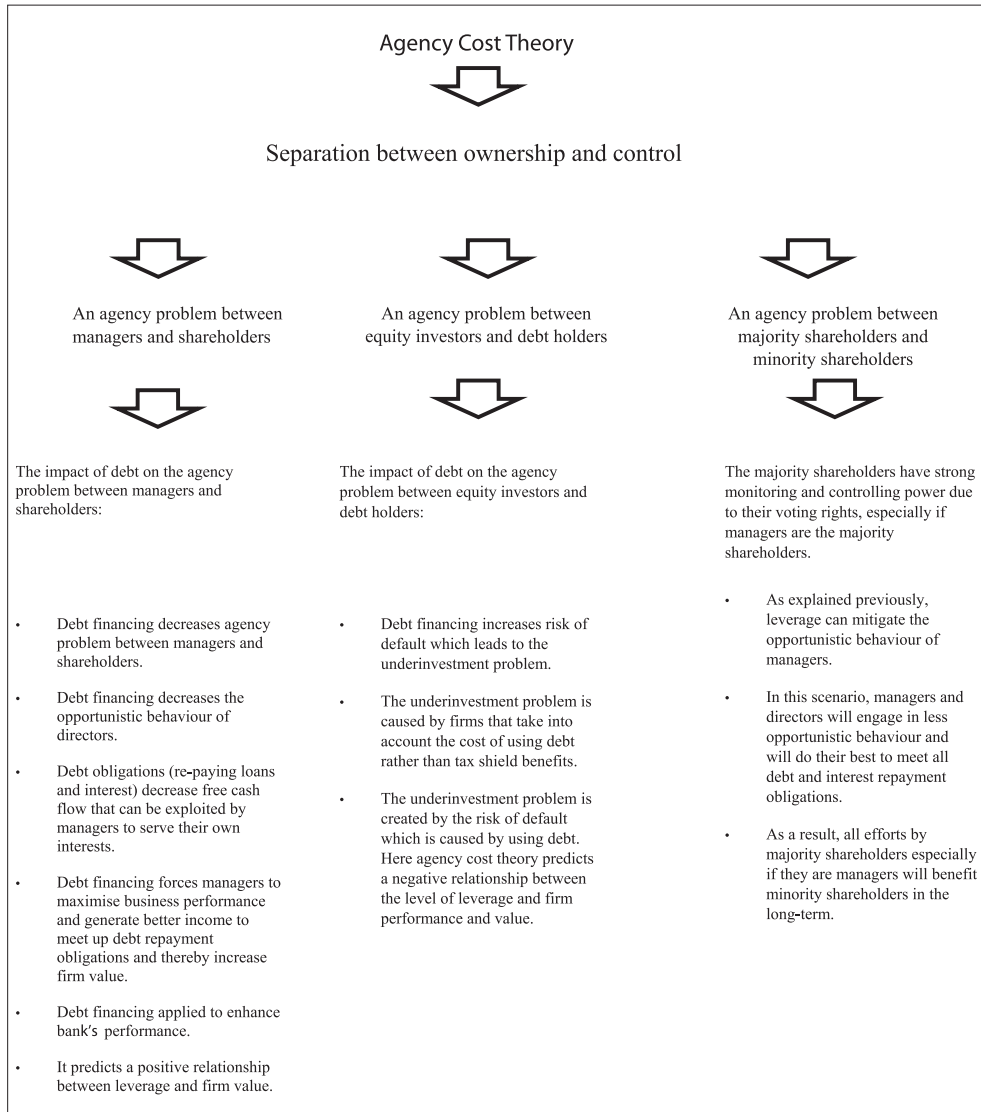 Agency Cost Theory
Separation between ownership and control
An agency problem between
managers and shareholders
An agency problem between
equity investors and debt holders
An agency problem between
majority shareholders and
minority shareholders
The impact of debt on the agency
problem between managers and
shareholders:
• Debt financing decreases agency
problem between managers and
shareholders.
• Debt financing decreases the
opportunistic behaviour of
directors.
• Debt obligations (re-paying loans
and interest) decrease free cash
flow that can be exploited by
managers to serve their own
interests.
• Debt financing forces managers to
maximise business performance
and generate better income to
meet up debt repayment
obligations and thereby increase
firm value.
• Debt financing applied to enhance
bank's performance.
• It predicts a positive relationship
between leverage and firm value.
The impact of debt on the agency
problem between equity investors and
debt holders:
• Debt financing increases risk of
default which leads to the
underinvestment problem.
• The underinvestment problem is
caused by firms that take into
account the cost of using debt
rather than tax shield benefits.
• The underinvestment problem is
created by the risk of default
which is caused by using debt.
Here agency cost theory predicts
a negative relationship between
the level of leverage and firm
performance and value.
The majority shareholders have strong
monitoring and controlling power due
to their voting rights, especially if
managers are the majority
shareholders.
• As explained previously,
leverage can mitigate the
opportunistic behaviour of
managers.
• In this scenario, managers and
directors will engage in less
opportunistic behaviour and
will do their best to meet all
debt and interest repayment
obligations.
• As a result, all efforts by
majority shareholders especially
if they are managers will benefit
minority shareholders in the
long-term.